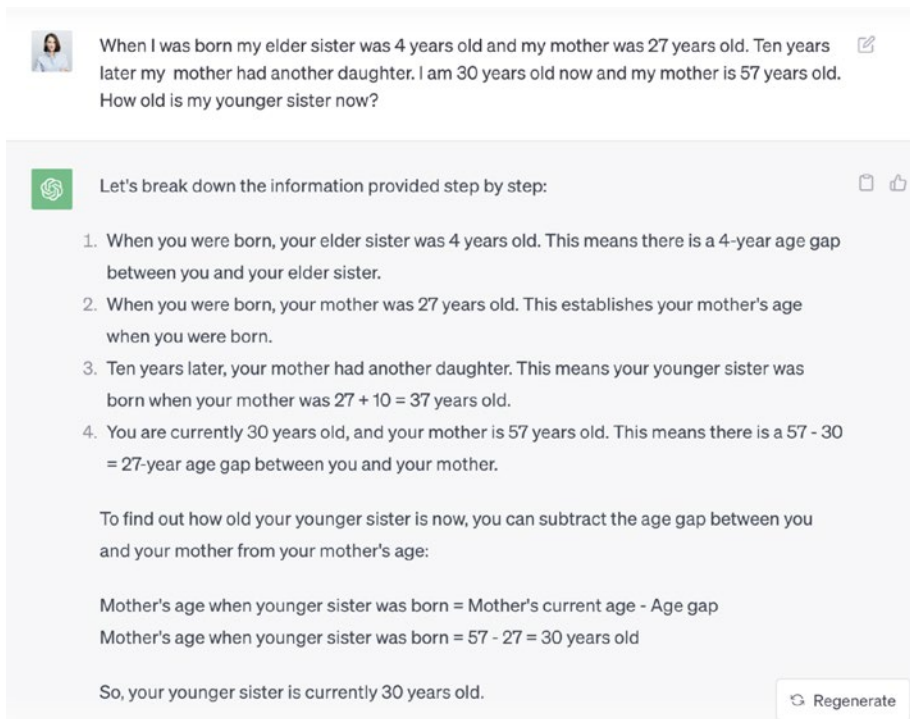 When I was born my elder sister was 4 years old and my mother was 27 years old. Ten years
later my mother had another daughter. I am 30 years old now and my mother is 57 years old.
How old is my younger sister now?
Let's break down the information provided step by step:
1. When you were born, your elder sister was 4 years old. This means there is a 4-year age gap
between you and your elder sister.
2. When you were born, your mother was 27 years old. This establishes your mother's age
when you were born.
3. Ten years later, your mother had another daughter. This means your younger sister was
born when your mother was 27 + 10 = 37 years old.
4. You are currently 30 years old, and your mother is 57 years old. This means there is a 57 - 30
= 27-year age gap between you and your mother.
To find out how old your younger sister is now, you can subtract the age gap between you
and your mother from your mother's age:
Mother's age when younger sister was born = Mother's current age - Age gap
Mother's age when younger sister was born = 57 - 27 = 30 years old
So, your younger sister is currently 30 years old.
Regenerate